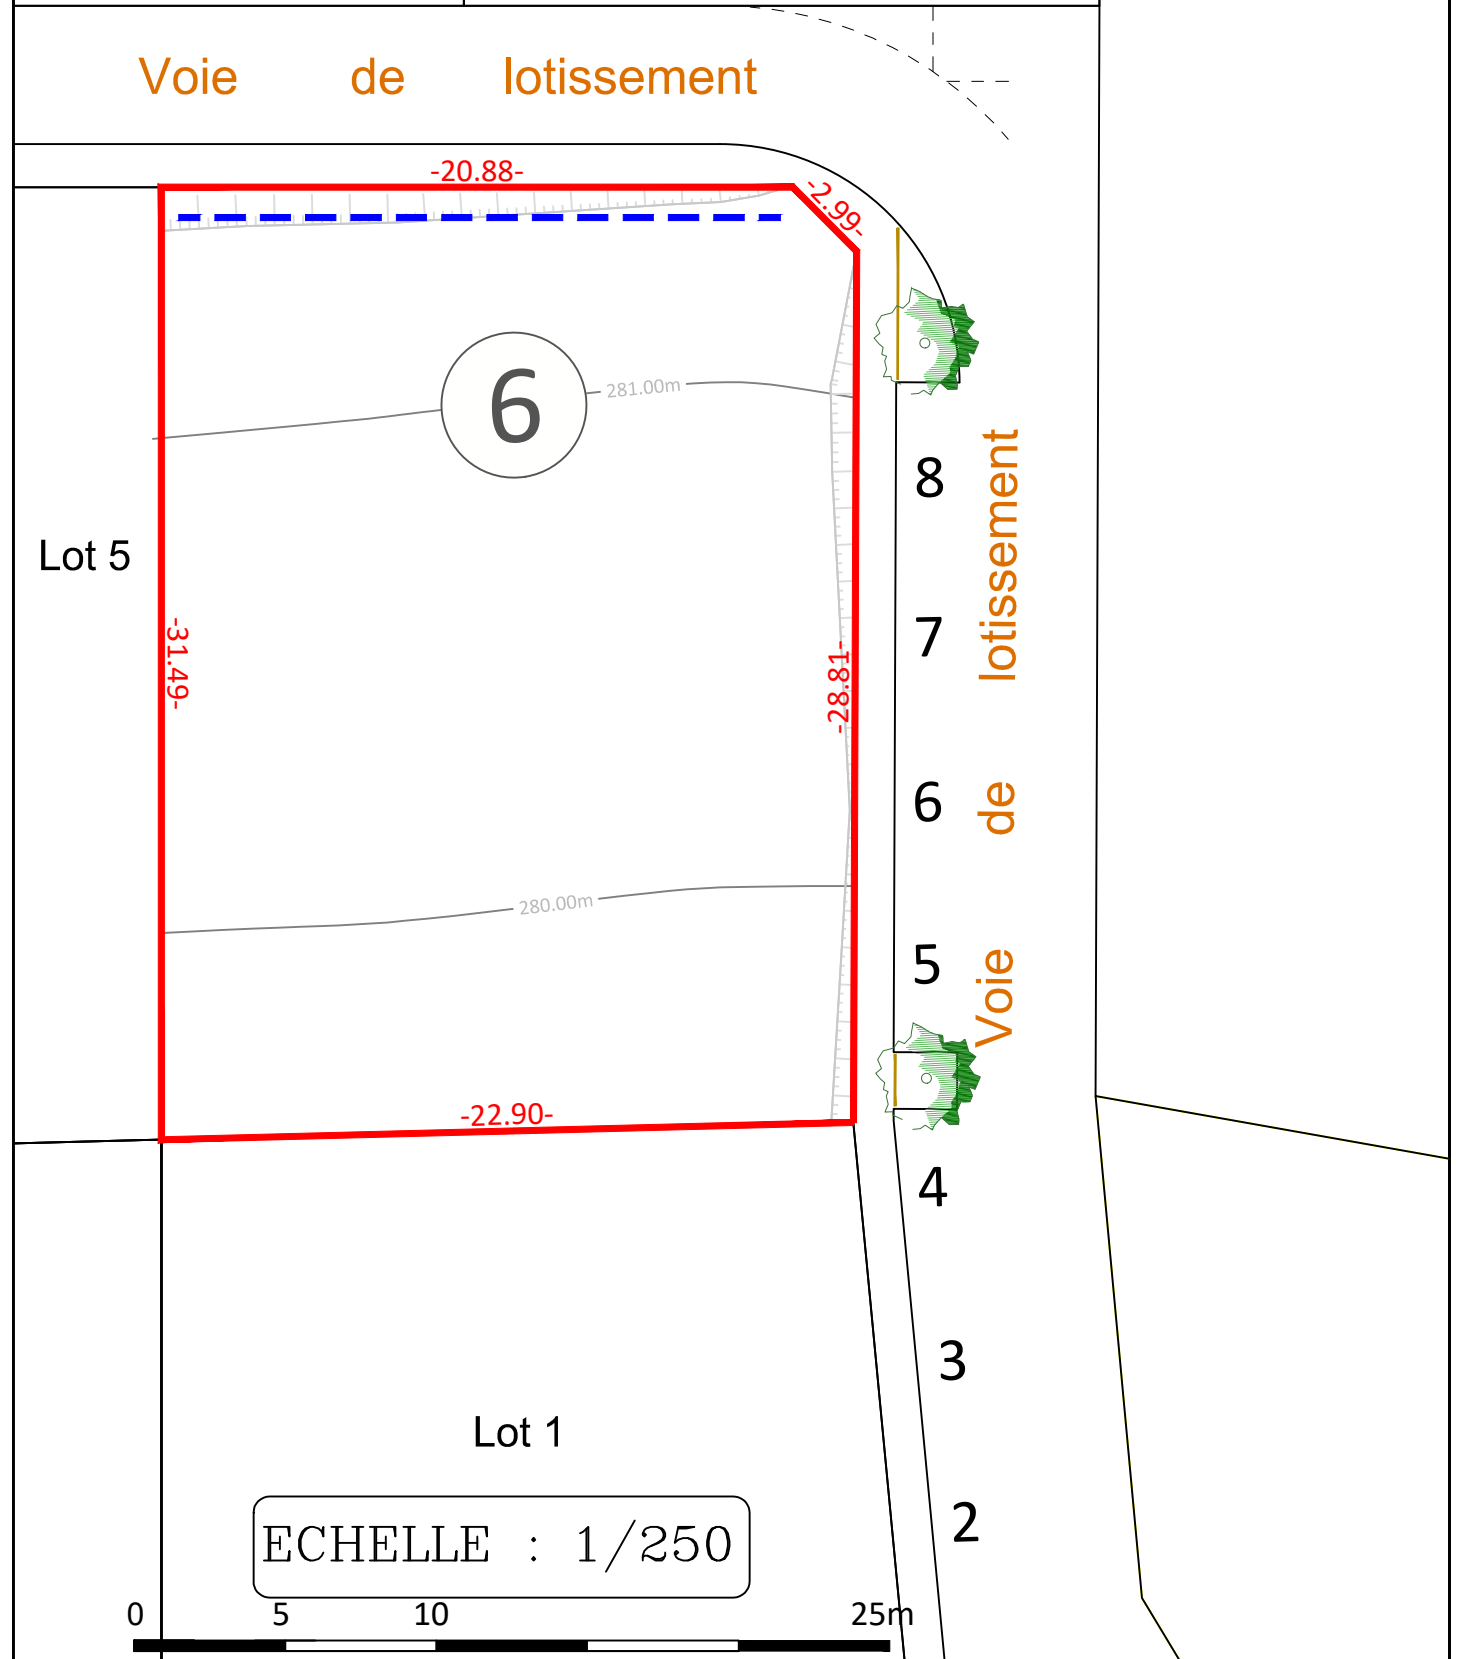 Voie de lotissement
-20.88-
-2.99-
6
281.00m
8
lotissement
Lot 5
7
-31.49-
-28.81-
6
de
280.00m
5
Voie
-22.90-
4
3
Lot 1
2
ECHELLE : 1/250
0 5 10 25m